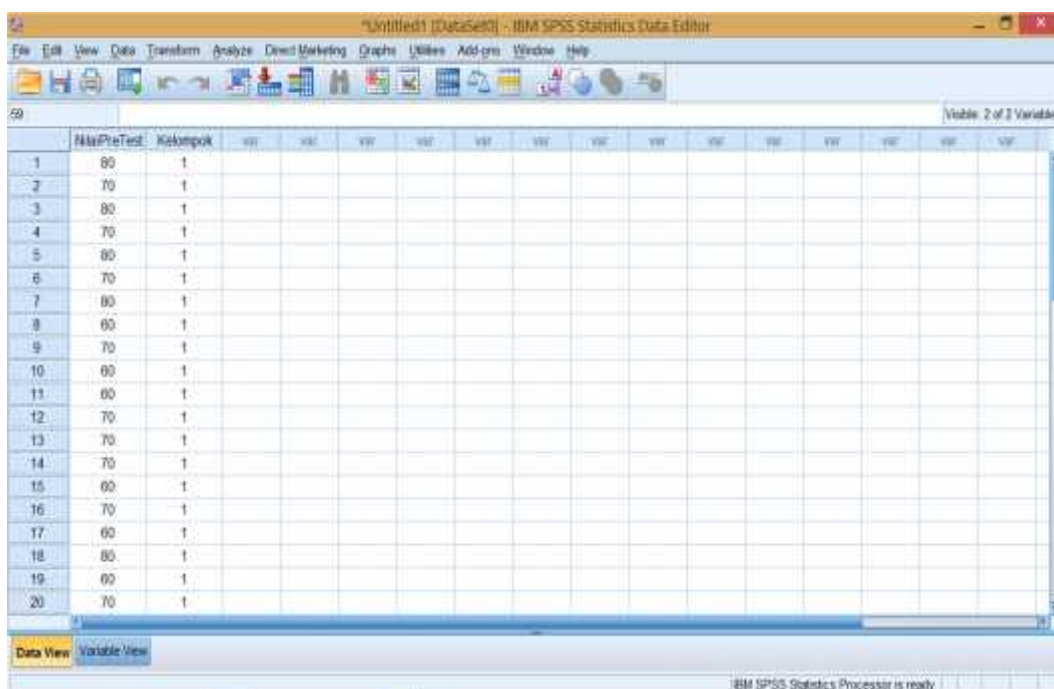 *Untitled1 [DataSet0] - IBM SPSS Statistics Data Editor
File Edit View Data Transform Analyze Direct Marketing Graphs Utilities Add-ons Window Help
59
Visible: 2 of 2 Variable
NilaiPreTest Kelompok var var var var var var var var var var var var var
1 80 1
2 70 1
3 80 1
4 70 1
5 80 1
6 70 1
7 80 1
8 60 1
9 70 1
10 60 1
11 60 1
12 70 1
13 70 1
14 70 1
15 60 1
16 70 1
17 60 1
18 80 1
19 60 1
20 70 1
Data View Variable View
IBM SPSS Statistics Processor is ready